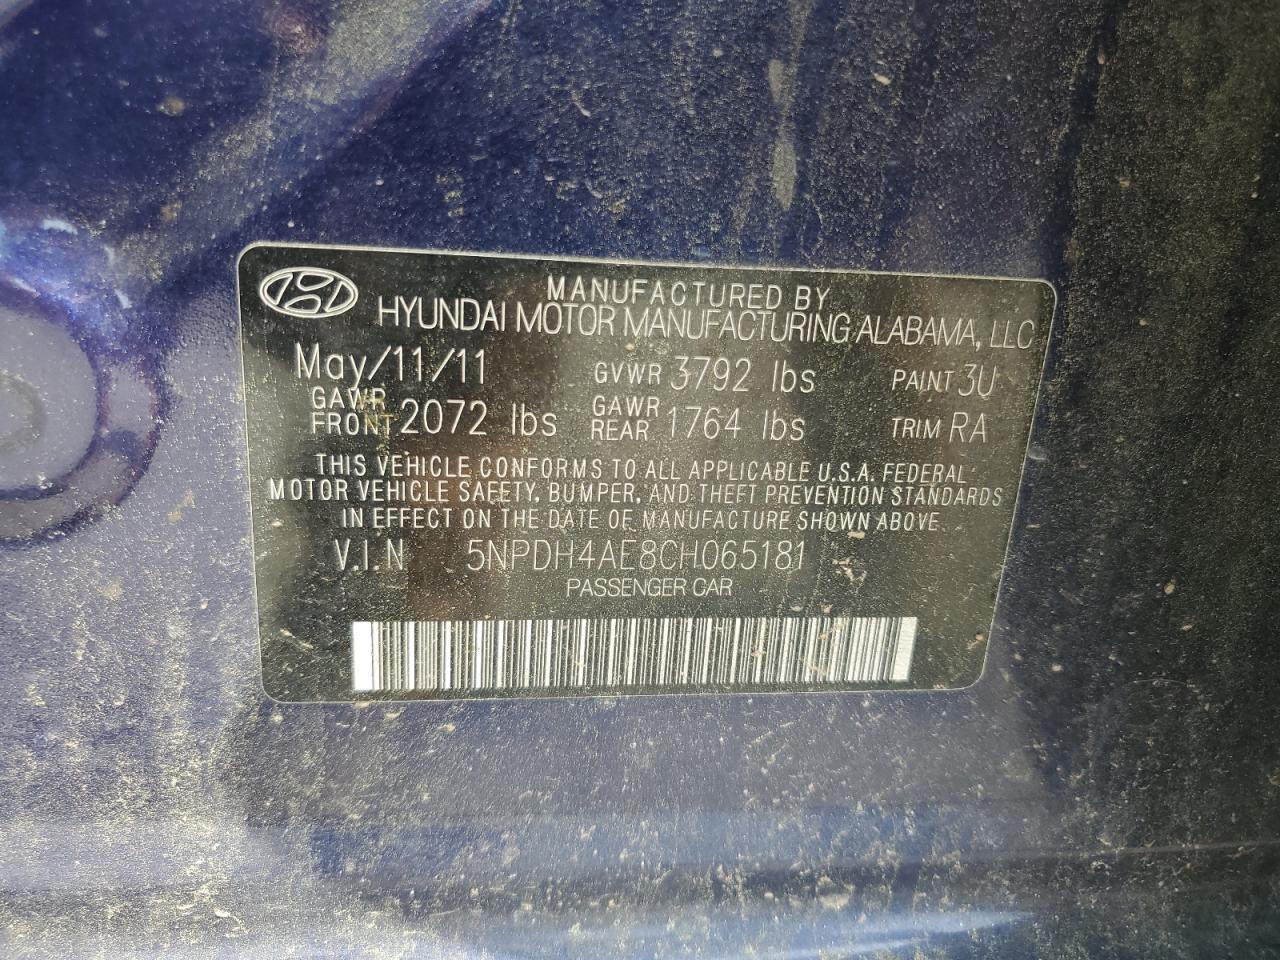 MANUFACTURED BY
HYUNDAI MOTOR MANUFACTURING ALABAMA, LLC
May/11/11 GVWR 3792 lbs PAINT 3U
GAWR FRONT 2072 lbs GAWR REAR 1764 lbs TRIM RA
THIS VEHICLE CONFORMS TO ALL APPLICABLE U.S.A. FEDERAL
MOTOR VEHICLE SAFETY, BUMPER, AND THEFT PREVENTION STANDARDS
IN EFFECT ON THE DATE OF MANUFACTURE SHOWN ABOVE
V.I.N 5NPDH4AE8CH065181
PASSENGER CAR